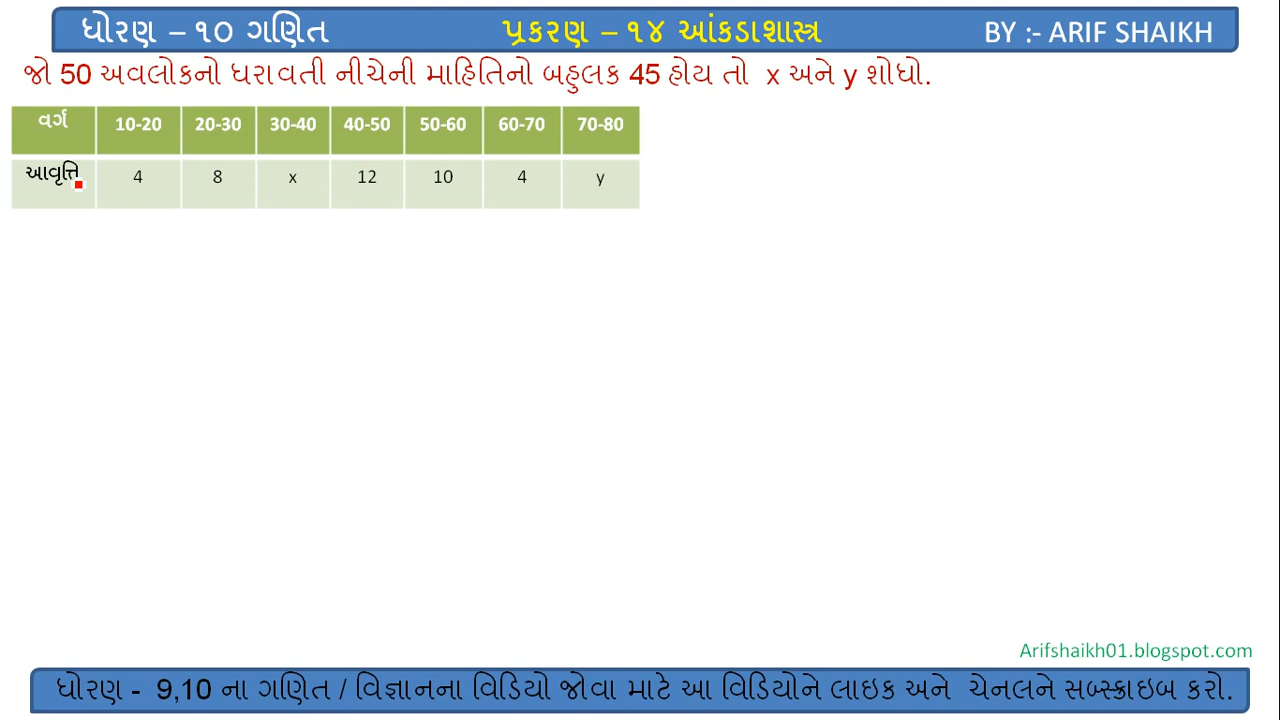 ધોરણ – ૧૦ ગણિત પ્રકરણ – ૧૪ આંકડાશાસ્ત્ર BY :- ARIF SHAIKH
જો 50 અવલોકનો ધરાવતી નીચેની માહિતિનો બહુલક 45 હોય તો x અને y શોધો.
વર્ગ 10-20 20-30 30-40 40-50 50-60 60-70 70-80
આવૃત્તિ 4 8 x 12 10 4 y
Arifshaikh01.blogspot.com
ધોરણ - 9,10 ના ગણિત / વિજ્ઞાનના વિડિયો જોવા માટે આ વિડિયોને લાઇક અને ચેનલને સબ્સ્ક્રાઇબ કરો.